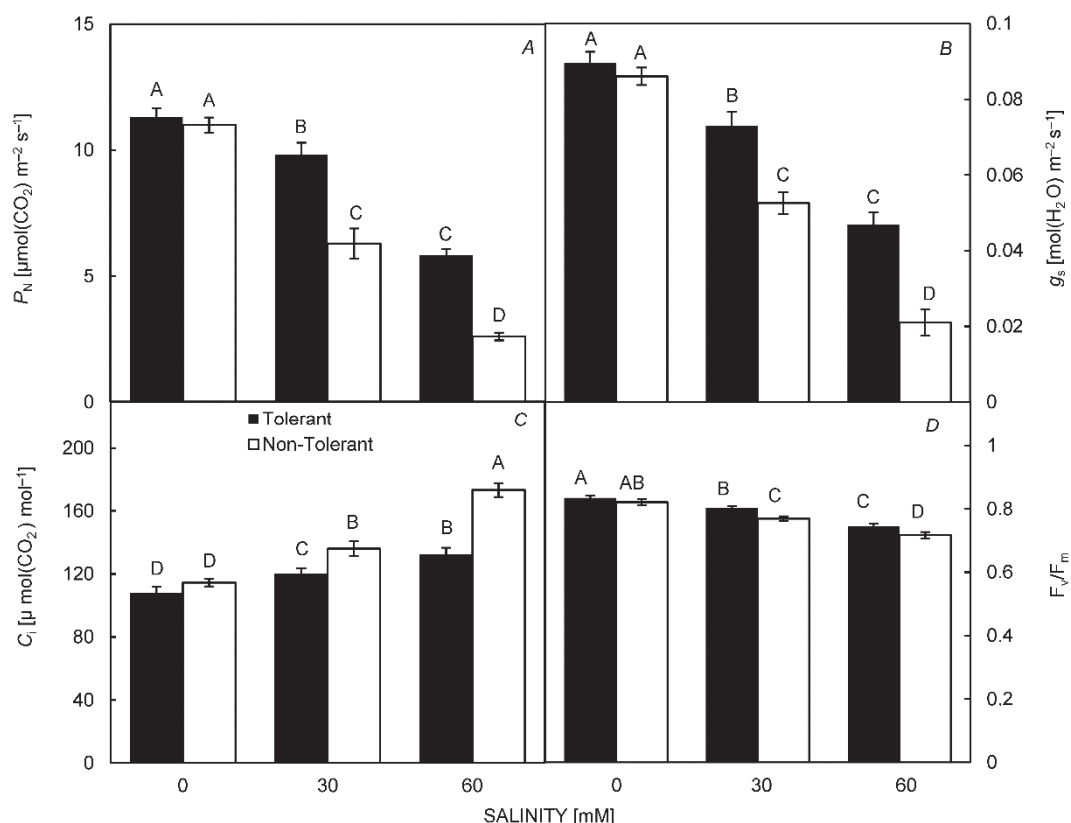 15
10
5
0
P_N [µmol(CO₂) m⁻² s⁻¹]
A
A
A
B
C
C
D
B
A
A
B
C
C
D
0.1
0.08
0.06
0.04
0.02
0
g_s [mol(H₂O) m⁻² s⁻¹]
200
160
120
80
40
0
C_i [µ mol(CO₂) mol⁻¹]
Tolerant
Non-Tolerant
C
D
D
C
B
B
A
D
A
AB
B
C
C
D
1
0.8
0.6
0.4
0.2
0
F_v/F_m
0
30
60
0
30
60
SALINITY [mM]